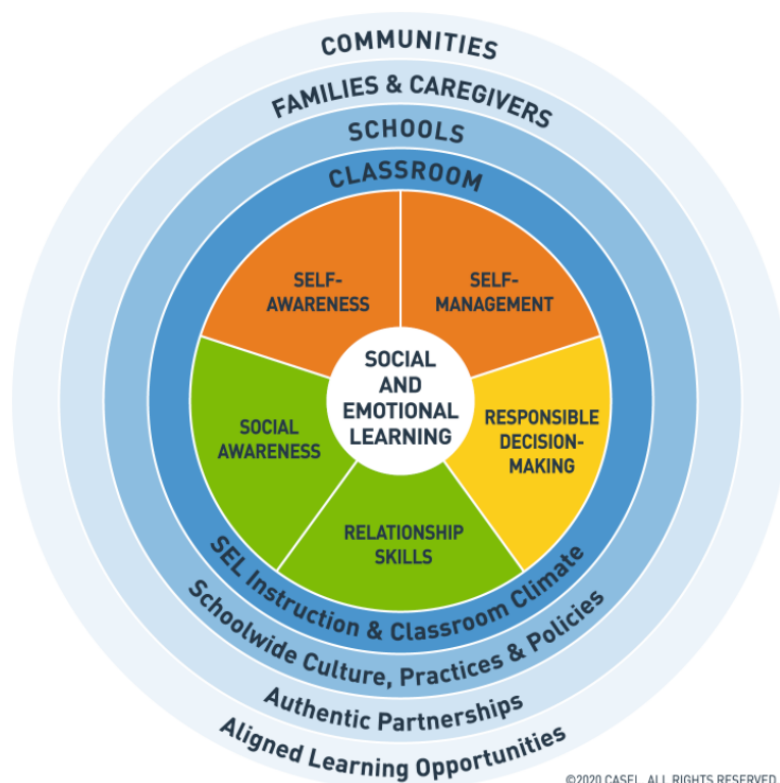 COMMUNITIES
FAMILIES & CAREGIVERS
SCHOOLS
CLASSROOM
SELF-
AWARENESS
SELF-
MANAGEMENT
SOCIAL
AND
EMOTIONAL
LEARNING
SOCIAL
AWARENESS
RESPONSIBLE
DECISION-
MAKING
RELATIONSHIP
SKILLS
SEL Instruction & Classroom Climate
Schoolwide Culture, Practices & Policies
Authentic Partnerships
Aligned Learning Opportunities
©2020 CASEL. ALL RIGHTS RESERVED.